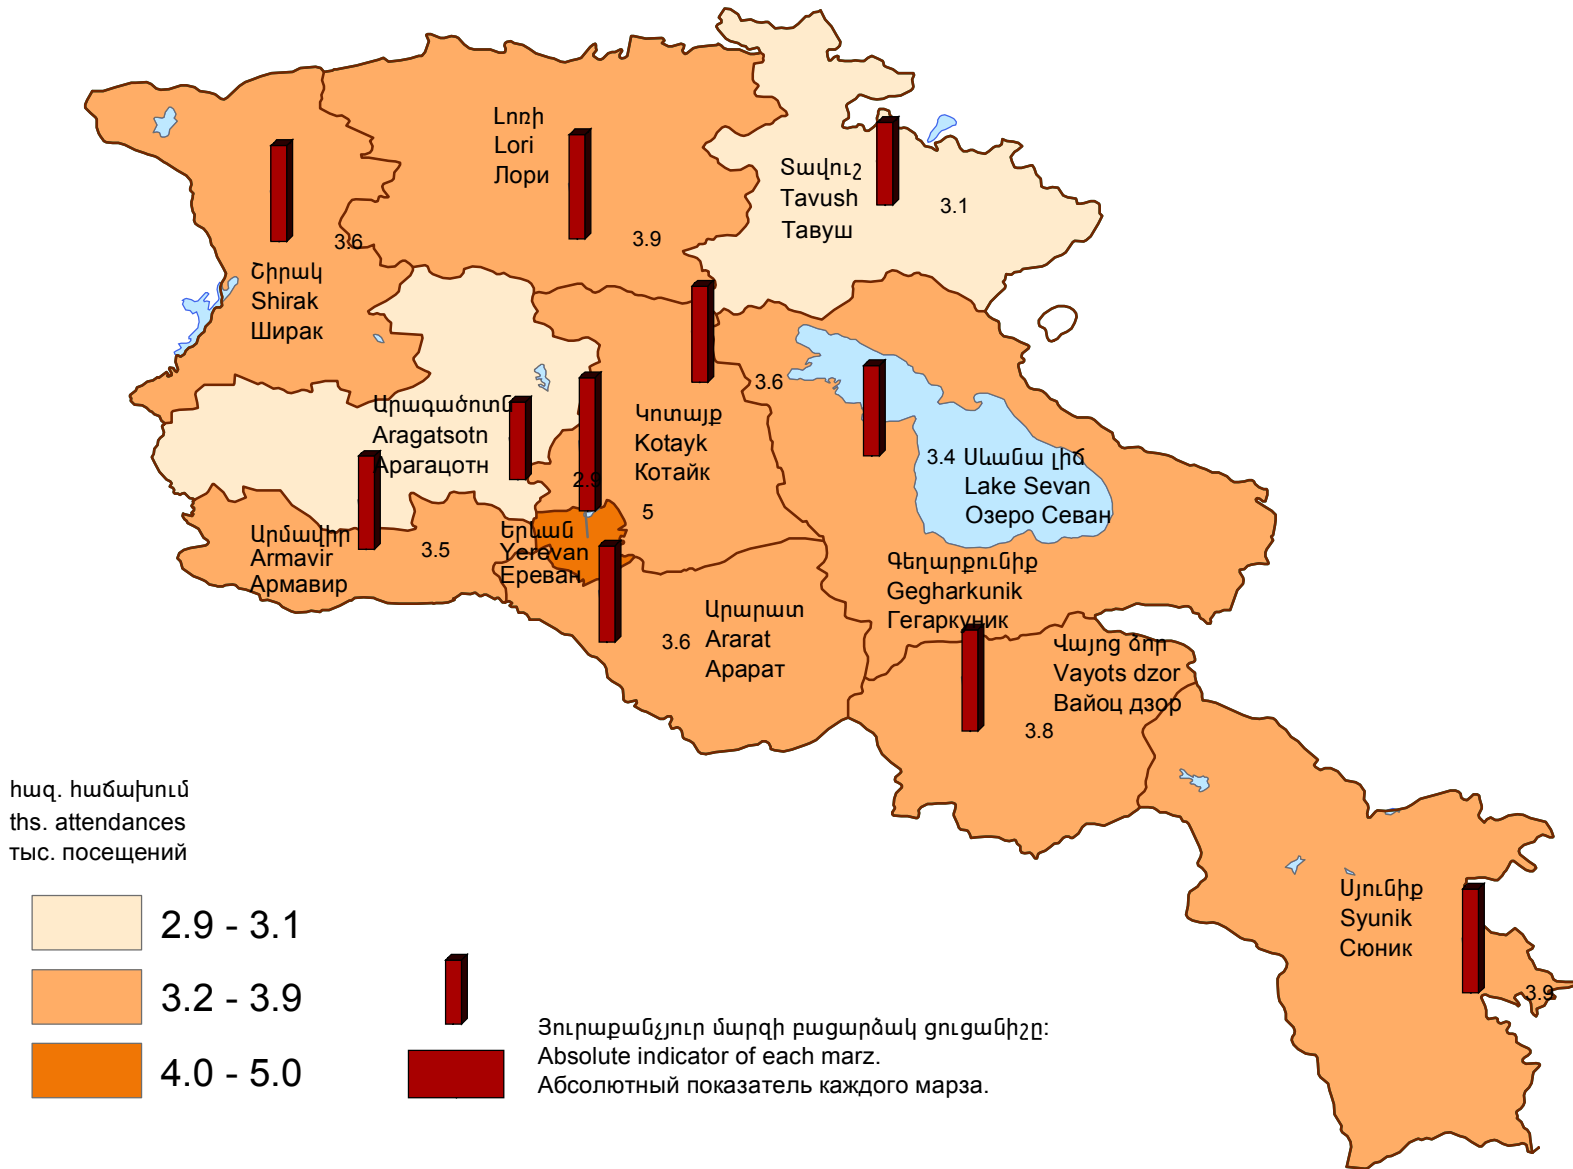 Լոռի
Lori
Лори
3.9
Տավուշ
Tavush
Тавуш
3.1
3.6
Շիրակ
Shirak
Ширак
Արագածոտն
Aragatsotn
Арагацотн
2.9
Կոտայք
Kotayk
Котайк
3.6
5
3.4
Սևանա լիճ
Lake Sevan
Озеро Севан
Արմավիր
Armavir
Армавир
3.5
Երևան
Yerevan
Ереван
Գեղարքունիք
Gegharkunik
Гегаркуник
3.6
Արարատ
Ararat
Арарат
Վայոց ձոր
Vayots dzor
Вайоц дзор
3.8
Սյունիք
Syunik
Сюник
3.9
հազ. հաճախում
ths. attendances
тыс. посещений
2.9 - 3.1
3.2 - 3.9
4.0 - 5.0
Յուրաքանչյուր մարզի բացարձակ ցուցանիշը:
Absolute indicator of each marz.
Абсолютный показатель каждого марза.